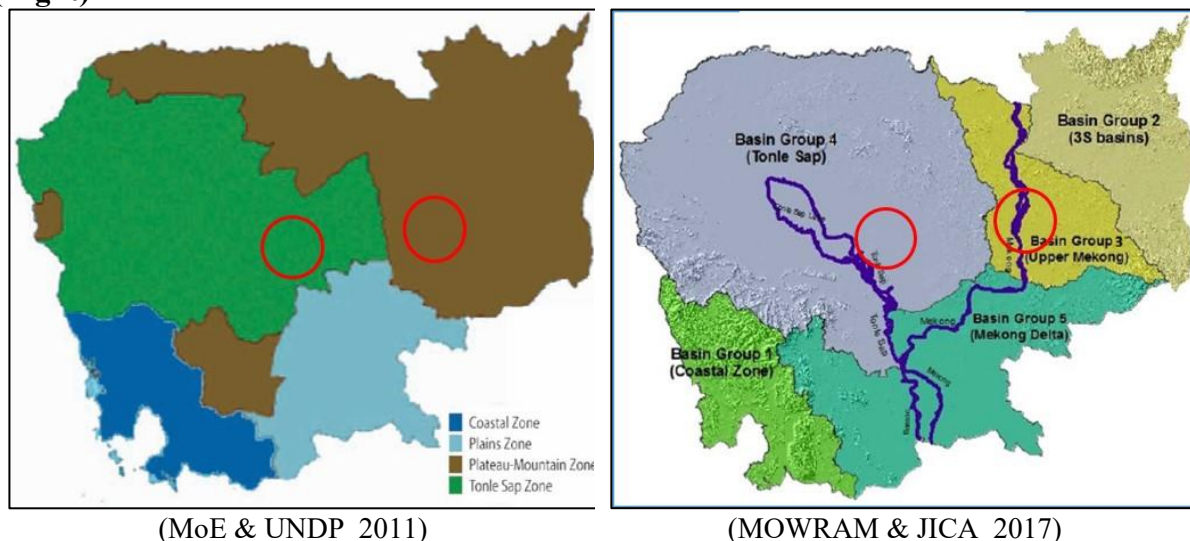 Basin Group 2
(3S basins)
Basin Group 4
(Tonle Sap)
Basin Group 3
(Upper Mekong)
Mekong
Tonle Sap
Basin Group 5
(Mekong Delta)
Basin Group 1
(Coastal Zone)
Mekong
Coastal Zone
Plains Zone
Plateau-Mountain Zone
Tonle Sap Zone
(MoE & UNDP 2011)
(MOWRAM & JICA 2017)